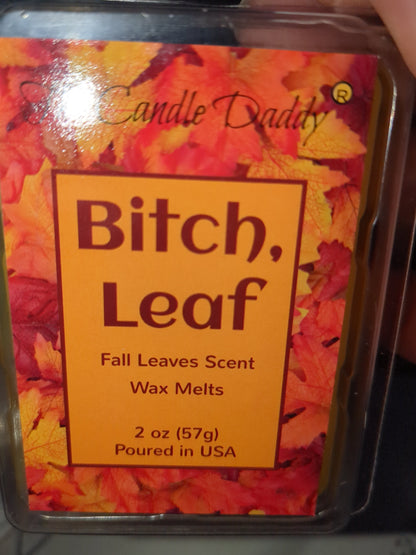 Candle Daddy®
Bitch,
Leaf
Fall Leaves Scent
Wax Melts
2 oz (57g)
Poured in USA